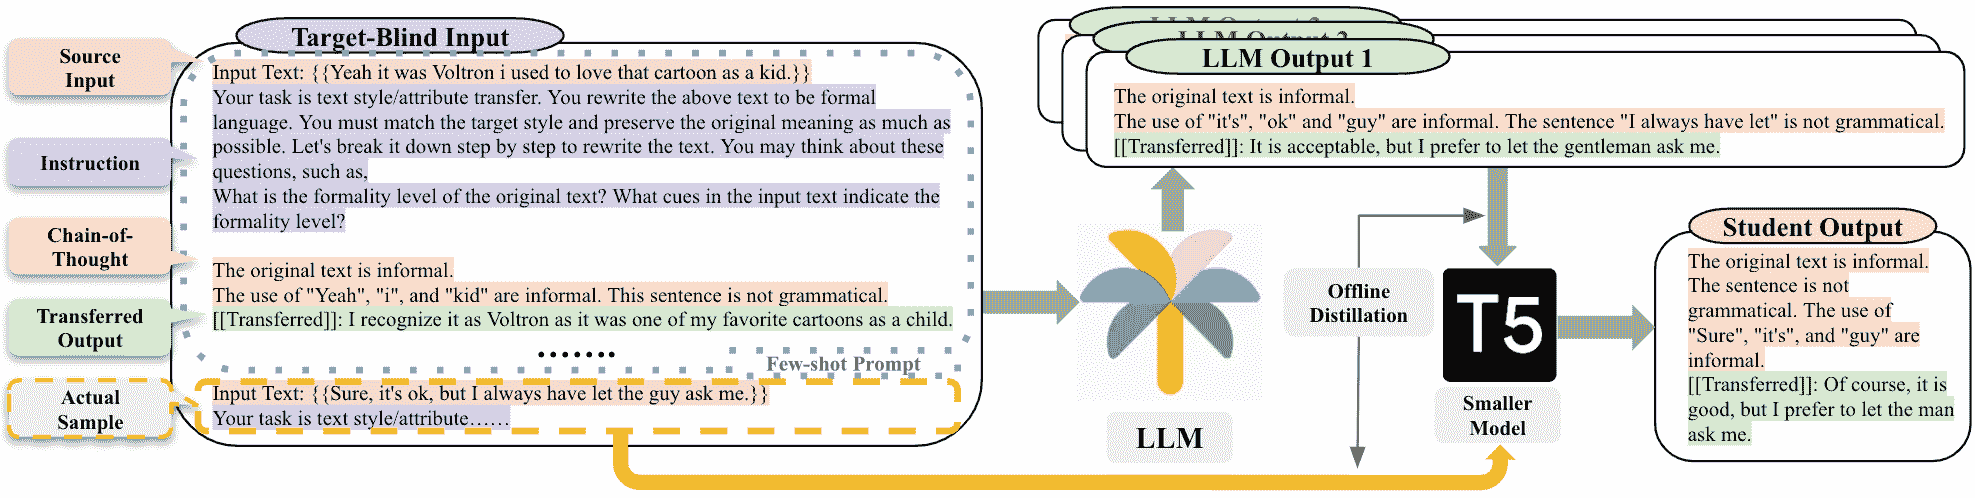 Source
Input
Instruction
Chain-of-
Thought
Transferred
Output
Actual
Sample
Target-Blind Input
Input Text: {{Yeah it was Voltron i used to love that cartoon as a kid.}}
Your task is text style/attribute transfer. You rewrite the above text to be formal
language. You must match the target style and preserve the original meaning as much as
possible. Let's break it down step by step to rewrite the text. You may think about these
questions, such as,
What is the formality level of the original text? What cues in the input text indicate the
formality level?
The original text is informal.
The use of "Yeah", "i", and "kid" are informal. This sentence is not grammatical.
[[Transferred]]: I recognize it as Voltron as it was one of my favorite cartoons as a child.
.......
Few-shot Prompt
Input Text: {{Sure, it's ok, but I always have let the guy ask me.}}
Your task is text style/attribute……
LLM
LLM Output 2
LLM Output 1
The original text is informal.
The use of "it's", "ok" and "guy" are informal. The sentence "I always have let" is not grammatical.
[[Transferred]]: It is acceptable, but I prefer to let the gentleman ask me.
Offline
Distillation
T5
Smaller
Model
Student Output
The original text is informal.
The sentence is not
grammatical. The use of
"Sure", "it's", and "guy" are
informal.
[[Transferred]]: Of course, it is
good, but I prefer to let the man
ask me.